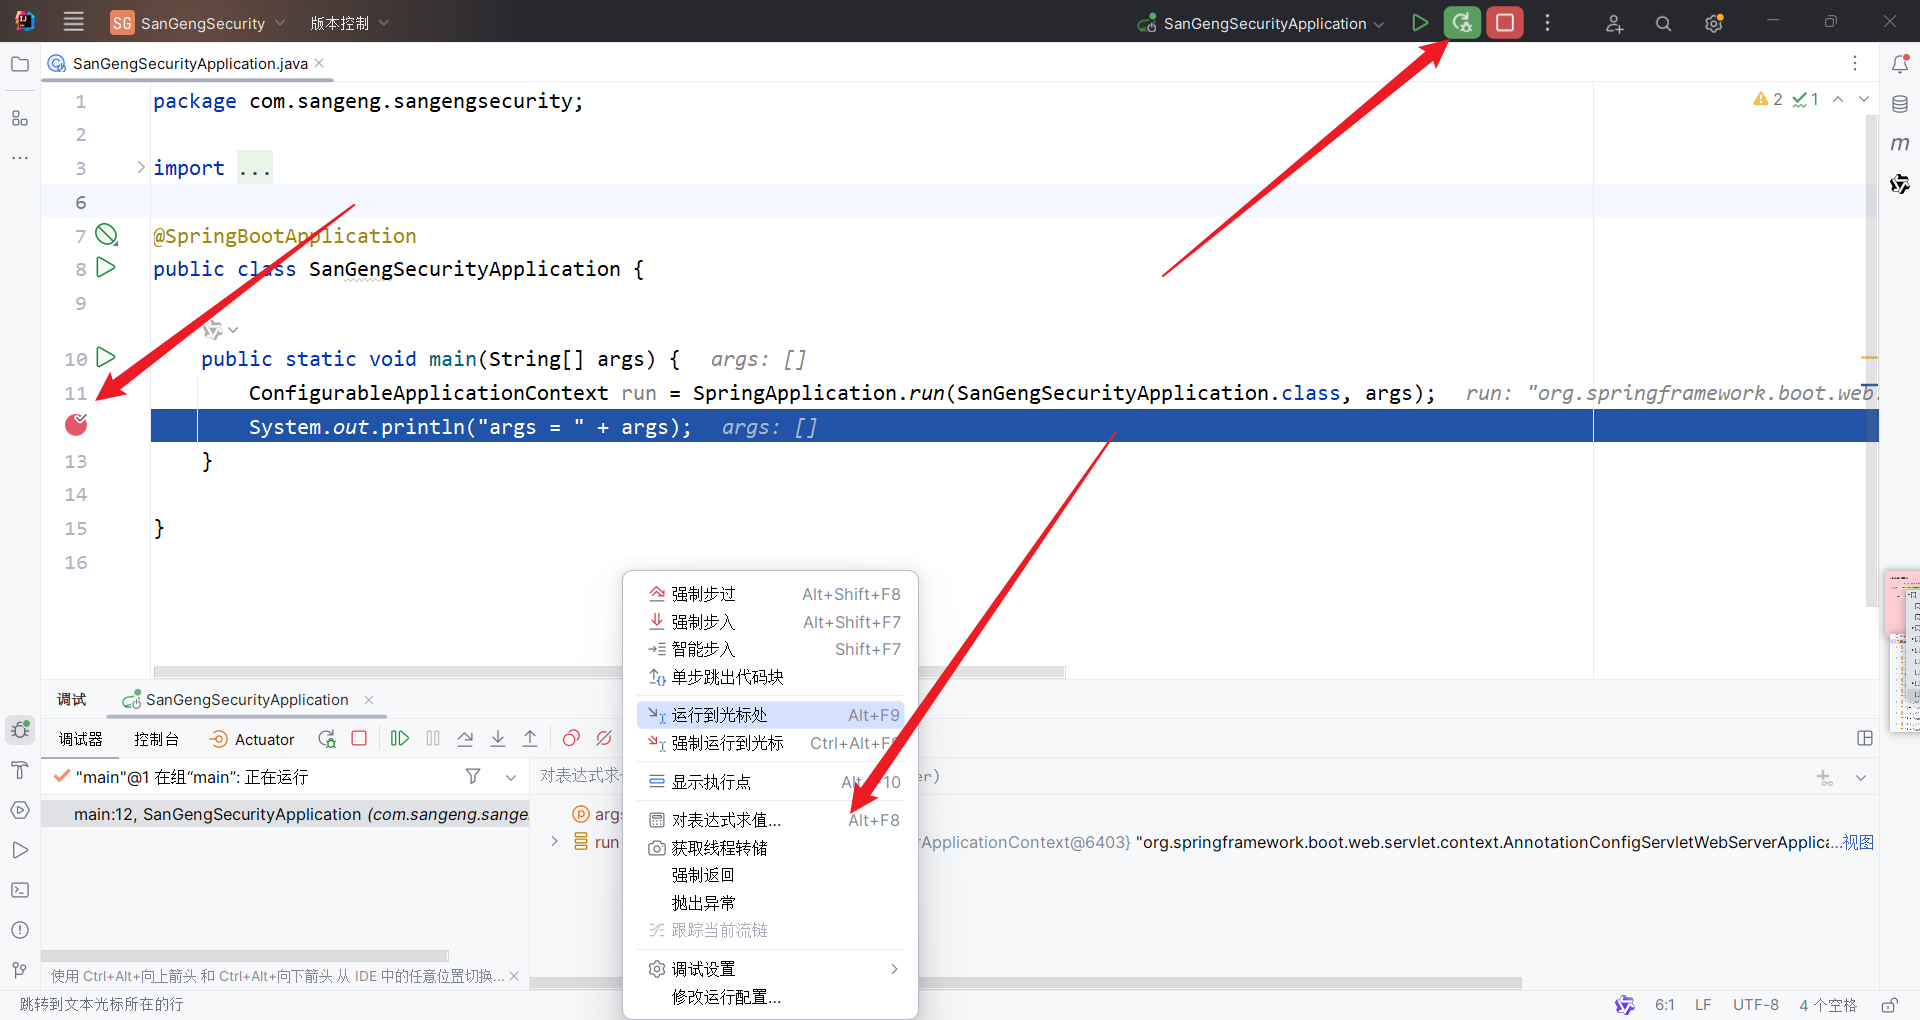 SG SanGengSecurity 版本控制 SanGengSecurityApplication
SanGengSecurityApplication.java
1 package com.sangeng.sangengsecurity; 2 1
2
3 import ...
6
7 @SpringBootApplication
8 public class SanGengSecurityApplication {
9
10 public static void main(String[] args) { args: []
11 ConfigurableApplicationContext run = SpringApplication.run(SanGengSecurityApplication.class, args); run: "org.springframework.boot.web.
System.out.println("args = " + args); args: []
13 }
14
15 }
16
强制步过 Alt+Shift+F8
强制步入 Alt+Shift+F7
智能步入 Shift+F7
单步跳出代码块
运行到光标处 Alt+F9
强制运行到光标 Ctrl+Alt+F9
显示执行点 Alt 10
对表达式求值... Alt+F8
获取线程转储
强制返回
抛出异常
跟踪当前流链
调试设置
修改运行配置...
调试 SanGengSecurityApplication
调试器 控制台 Actuator
"main"@1 在组“main”: 正在运行
对表达式求 er)
main:12, SanGengSecurityApplication (com.sangeng.sange
args
run rApplicationContext@6403} "org.springframework.boot.web.servlet.context.AnnotationConfigServletWebServerApplic... 视图
使用 Ctrl+Alt+向上箭头 和 Ctrl+Alt+向下箭头 从 IDE 中的任意位置切换...
跳转到文本光标所在的行 6:1 LF UTF-8 4 个空格